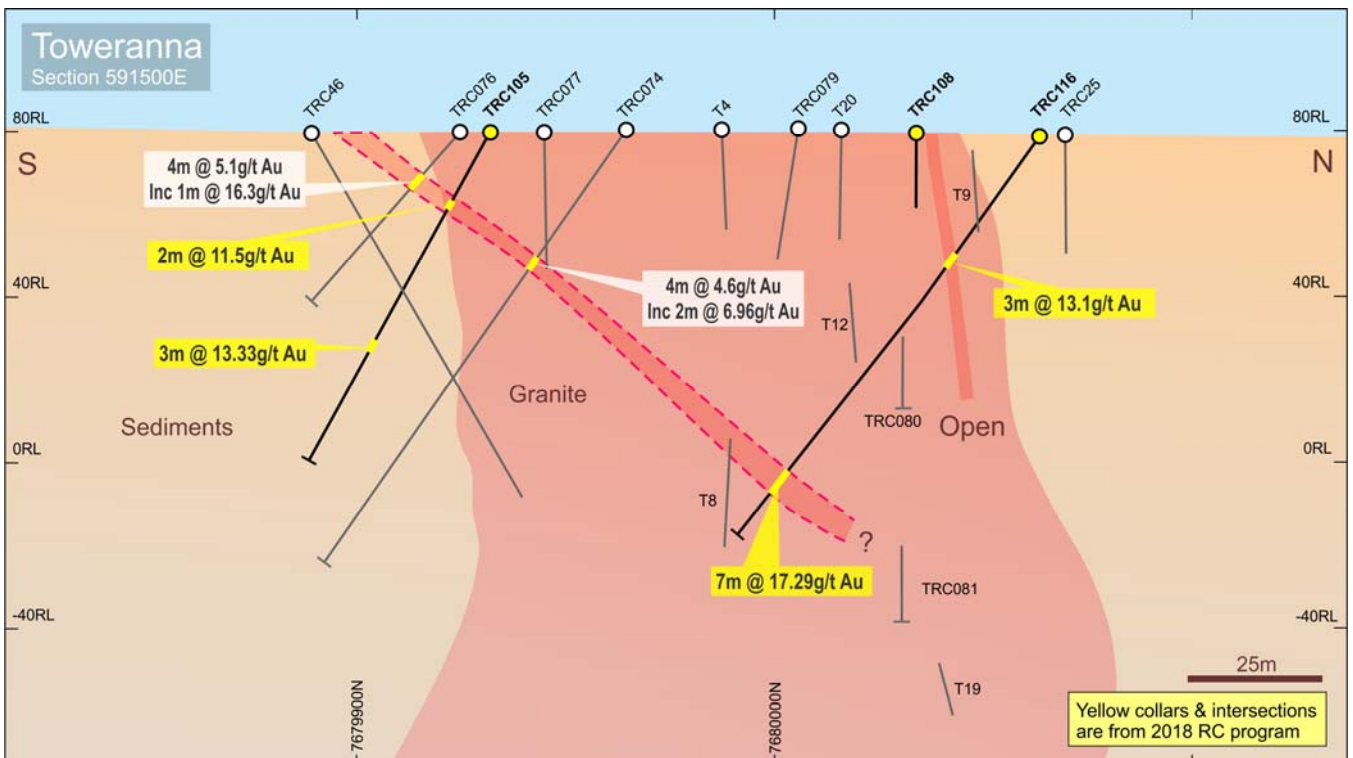 Toweranna
Section 591500E
TRC46
TRC076
TRC105
TRC077
TRC074
T4
TRC079
T20
TRC108
TRC116
TRC25
80RL
80RL
S
N
4m @ 5.1g/t Au
Inc 1m @ 16.3g/t Au
T9
2m @ 11.5g/t Au
4m @ 4.6g/t Au
Inc 2m @ 6.96g/t Au
40RL
40RL
3m @ 13.1g/t Au
T12
3m @ 13.33g/t Au
Granite
Sediments
TRC080
Open
0RL
0RL
T8
?
7m @ 17.29g/t Au
TRC081
-40RL
-40RL
25m
T19
7679900N
7680000N
Yellow collars & intersections
are from 2018 RC program